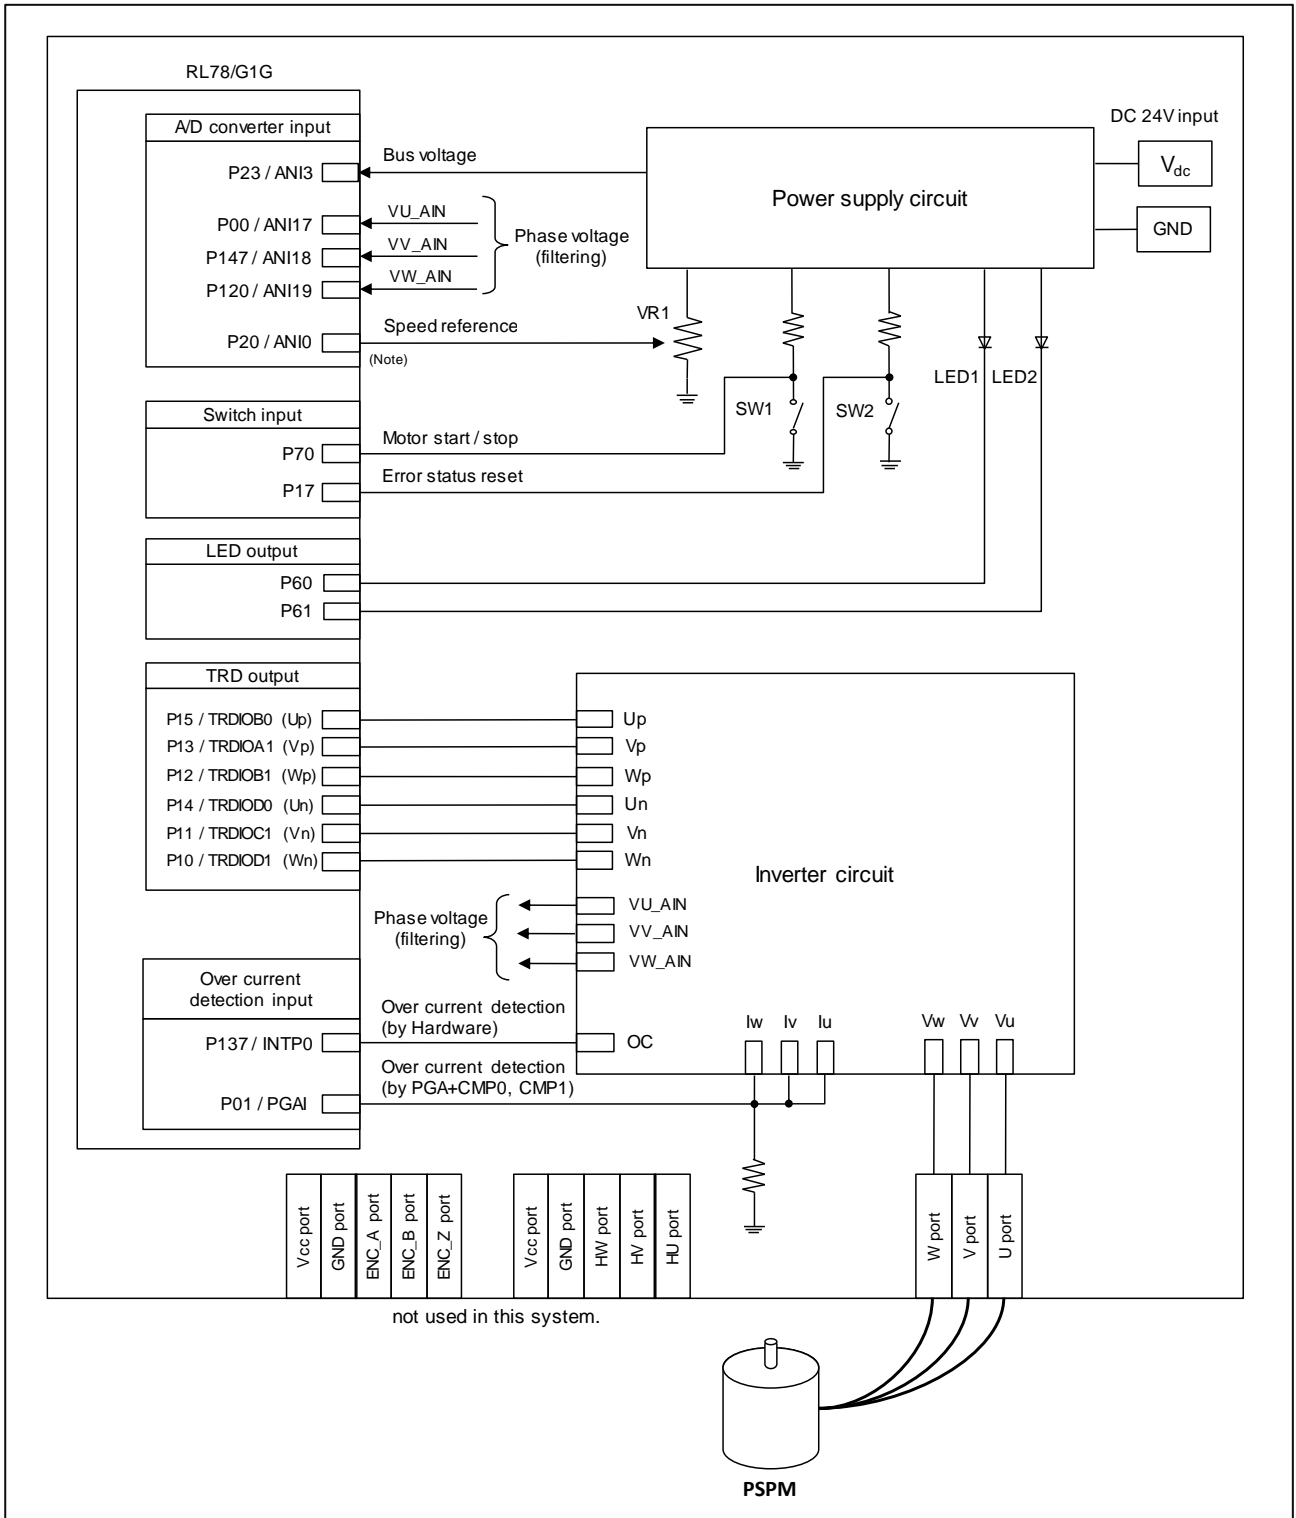 RL78/G1G
A/D converter input
P23 / ANI3
P00 / ANI17
P147 / ANI18
P120 / ANI19
P20 / ANI0
Bus voltage
VU_AIN
VV_AIN
VW_AIN
Phase voltage
(filtering)
Speed reference
(Note)
Power supply circuit
DC 24V input
Vdc
GND
VR1
SW1
SW2
LED1
LED2
Switch input
P70
P17
Motor start / stop
Error status reset
LED output
P60
P61
TRD output
P15 / TRDIOB0 (Up)
P13 / TRDIOA1 (Vp)
P12 / TRDIOB1 (Wp)
P14 / TRDIOD0 (Un)
P11 / TRDIOC1 (Vn)
P10 / TRDIOD1 (Wn)
Up
Vp
Wp
Un
Vn
Wn
Inverter circuit
Phase voltage
(filtering)
VU_AIN
VV_AIN
VW_AIN
Over current
detection input
P137 / INTP0
P01 / PGAI
Over current detection
(by Hardware)
OC
Over current detection
(by PGA+CMP0, CMP1)
Iw
Iv
Iu
Vw
Vv
Vu
Vcc port
GND port
ENC_A port
ENC_B port
ENC_Z port
Vcc port
GND port
HW port
HV port
HU port
W port
V port
U port
not used in this system.
PSPM